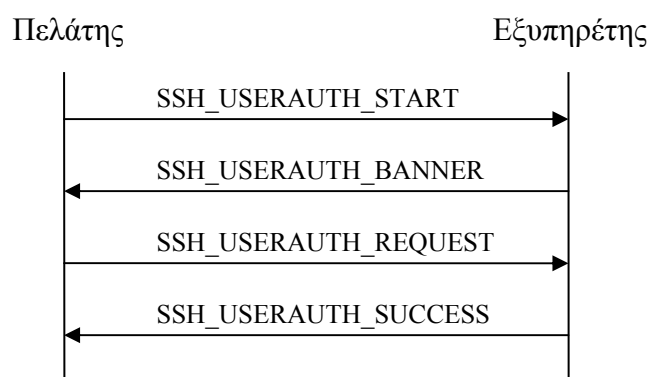 Πελάτης Εξυπηρέτης
SSH_USERAUTH_START
SSH_USERAUTH_BANNER
SSH_USERAUTH_REQUEST
SSH_USERAUTH_SUCCESS